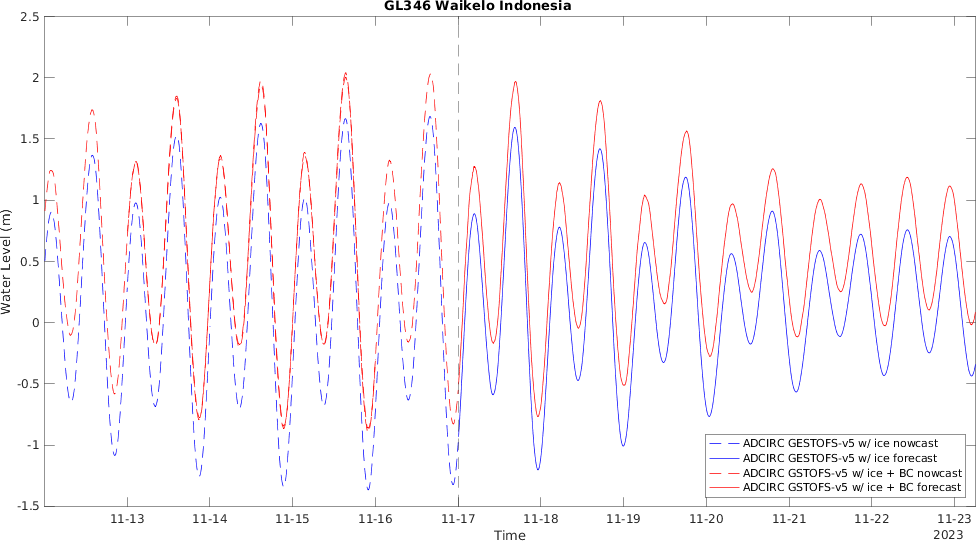 GL346 Waikelo Indonesia
2.5
2
1.5
1
0.5
0
-0.5
-1
-1.5
Water Level (m)
ADCIRC GESTOFS-v5 w/ ice nowcast
ADCIRC GESTOFS-v5 w/ ice forecast
ADCIRC GSTOFS-v5 w/ ice + BC nowcast
ADCIRC GSTOFS-v5 w/ ice + BC forecast
11-13 11-14 11-15 11-16 11-17 11-18 11-19 11-20 11-21 11-22 11-23
Time 2023